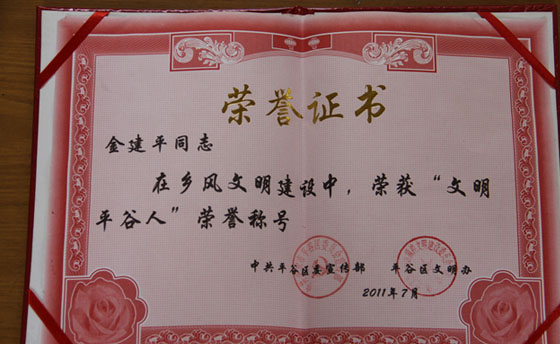 荣誉证书
金建平同志
在乡风文明建设中，荣获“文明
平谷人”荣誉称号
中共平谷区委宣传部 平谷区文明办
2011年7月